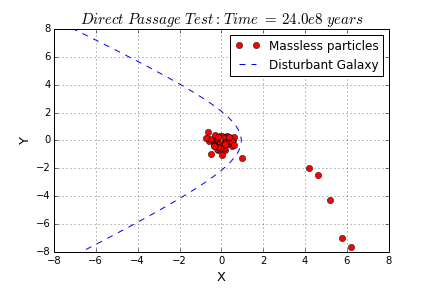 Direct Passage Test: Time = 24.0e8 years
Massless particles
Disturbant Galaxy
8
6
4
2
0
−2
−4
−6
−8
Y
−8 −6 −4 −2 0 2 4 6 8
X